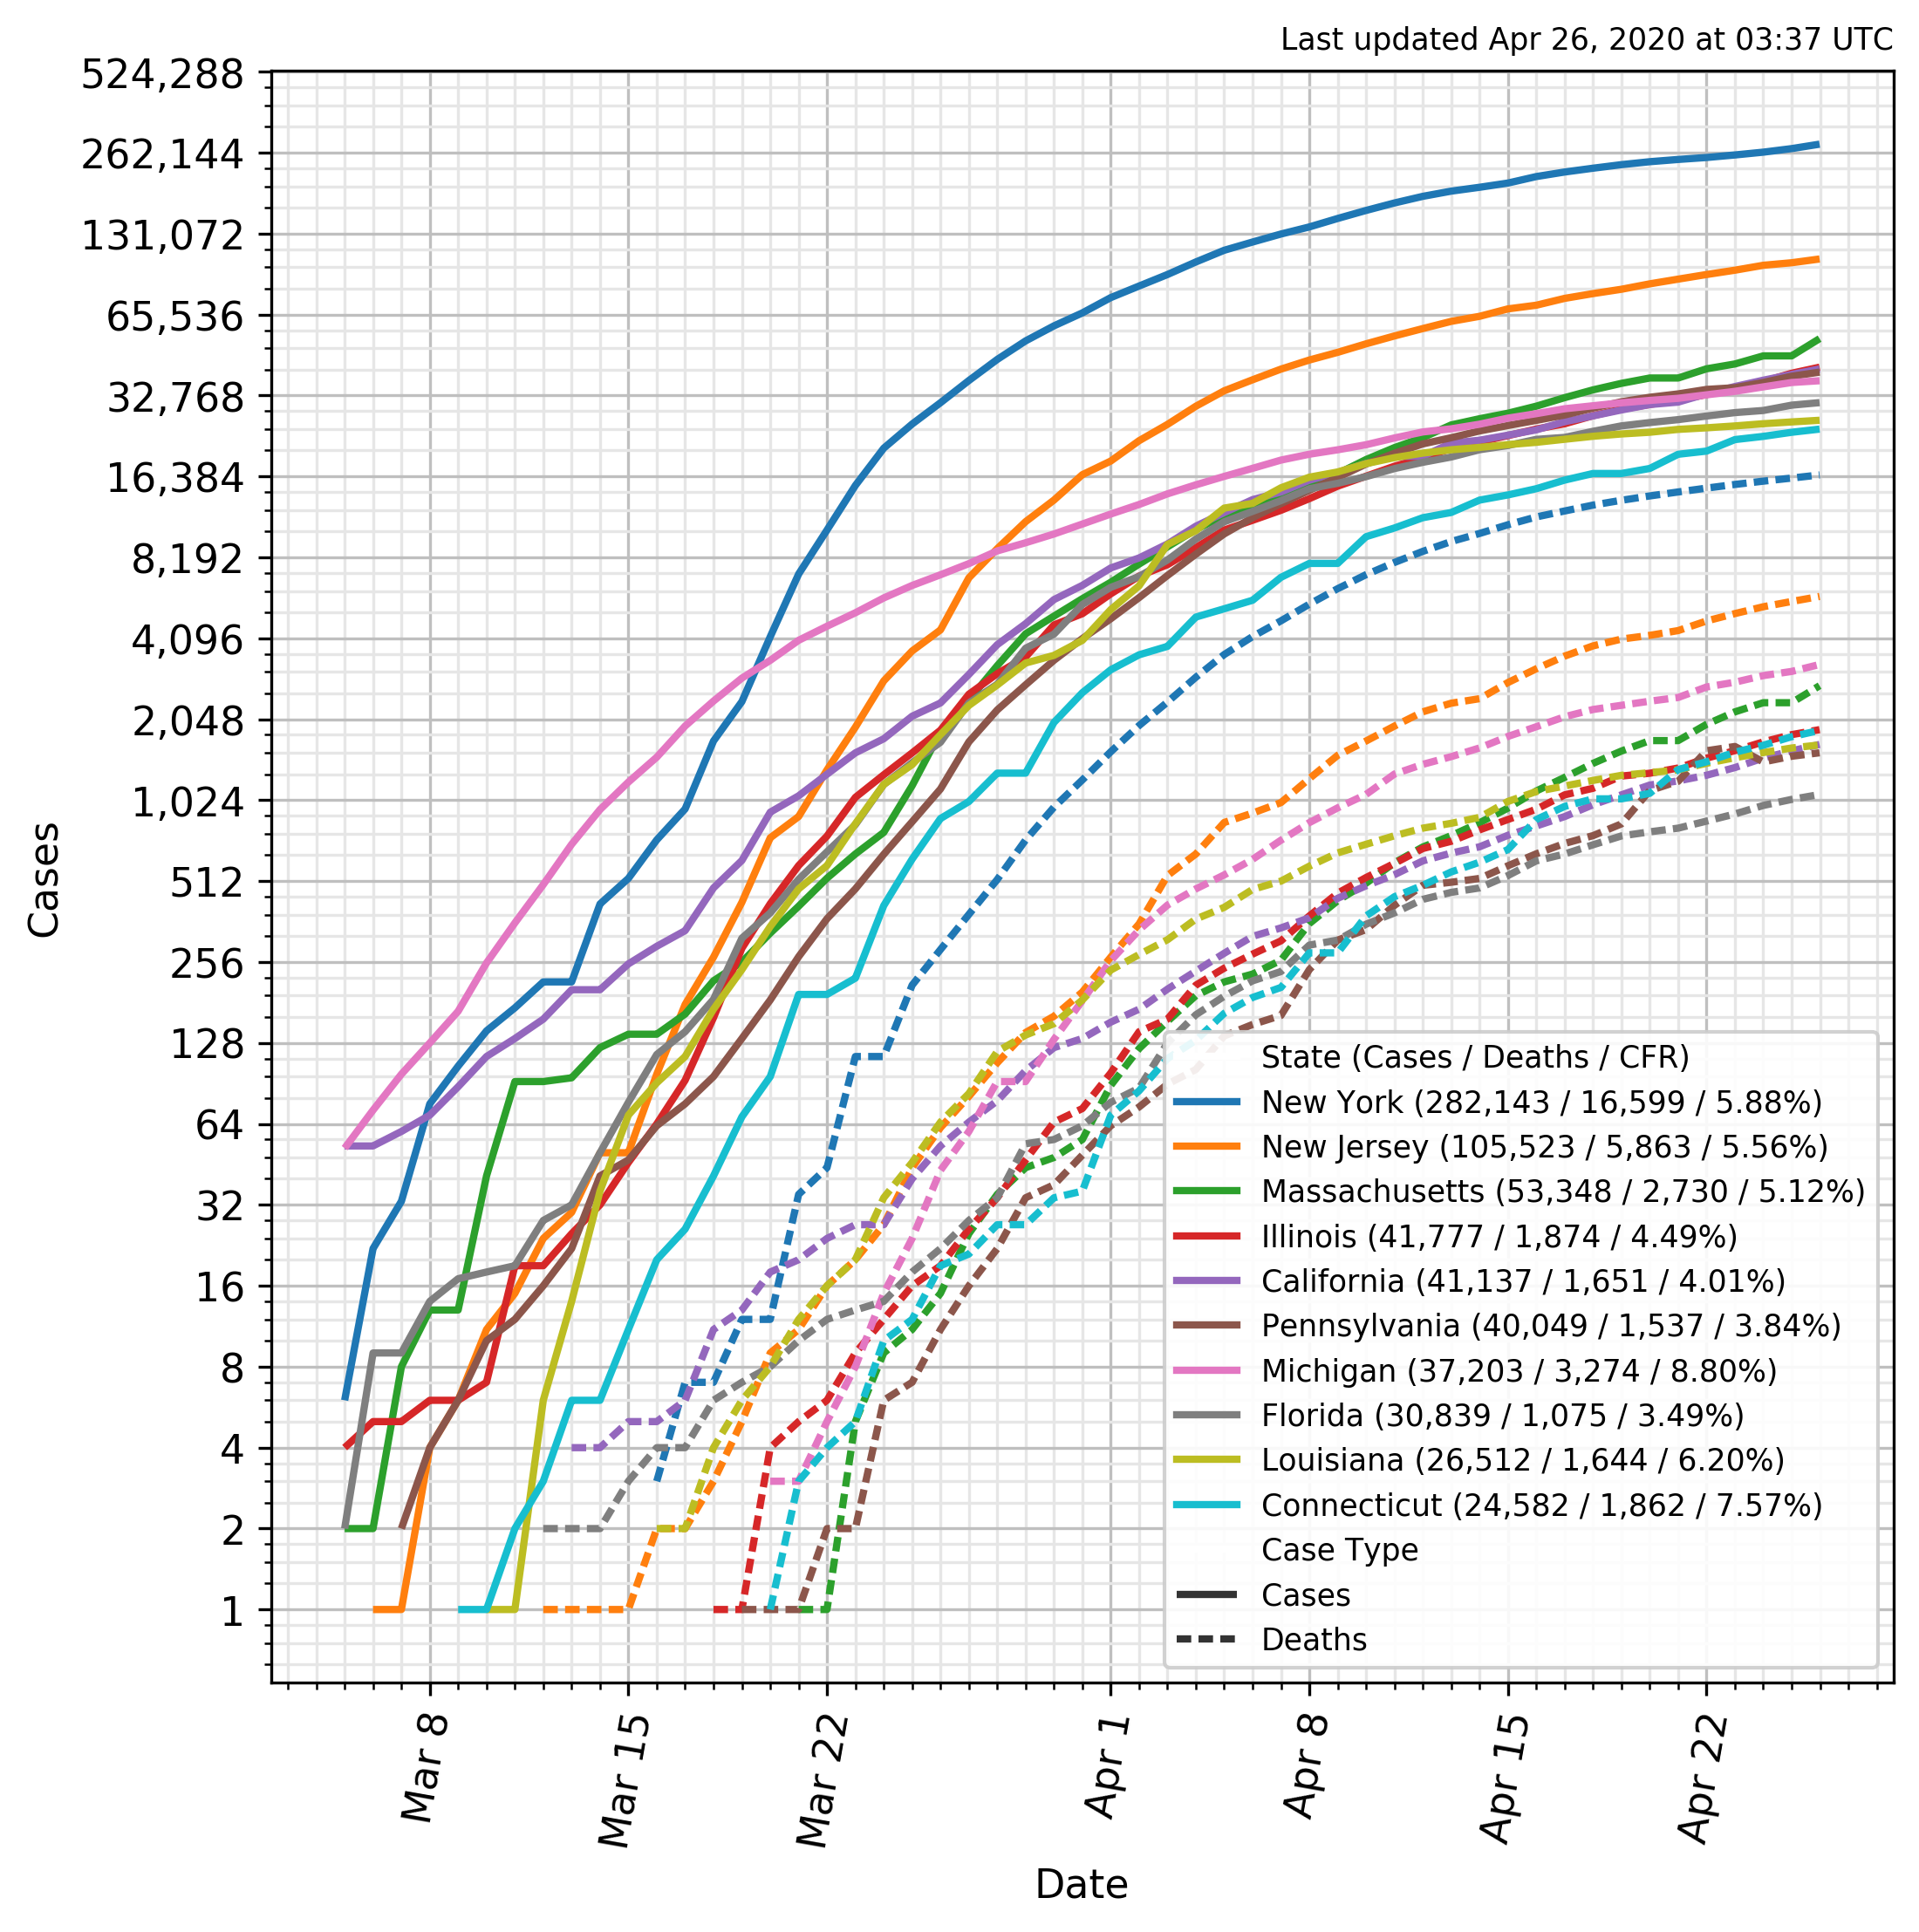 Last updated Apr 26, 2020 at 03:37 UTC
524,288
262,144
131,072
65,536
32,768
16,384
8,192
4,096
2,048
1,024
512
256
128
64
32
16
8
4
2
1
Cases
State (Cases / Deaths / CFR)
New York (282,143 / 16,599 / 5.88%)
New Jersey (105,523 / 5,863 / 5.56%)
Massachusetts (53,348 / 2,730 / 5.12%)
Illinois (41,777 / 1,874 / 4.49%)
California (41,137 / 1,651 / 4.01%)
Pennsylvania (40,049 / 1,537 / 3.84%)
Michigan (37,203 / 3,274 / 8.80%)
Florida (30,839 / 1,075 / 3.49%)
Louisiana (26,512 / 1,644 / 6.20%)
Connecticut (24,582 / 1,862 / 7.57%)
Case Type
Cases
Deaths
Mar 8
Mar 15
Mar 22
Apr 1
Apr 8
Apr 15
Apr 22
Date